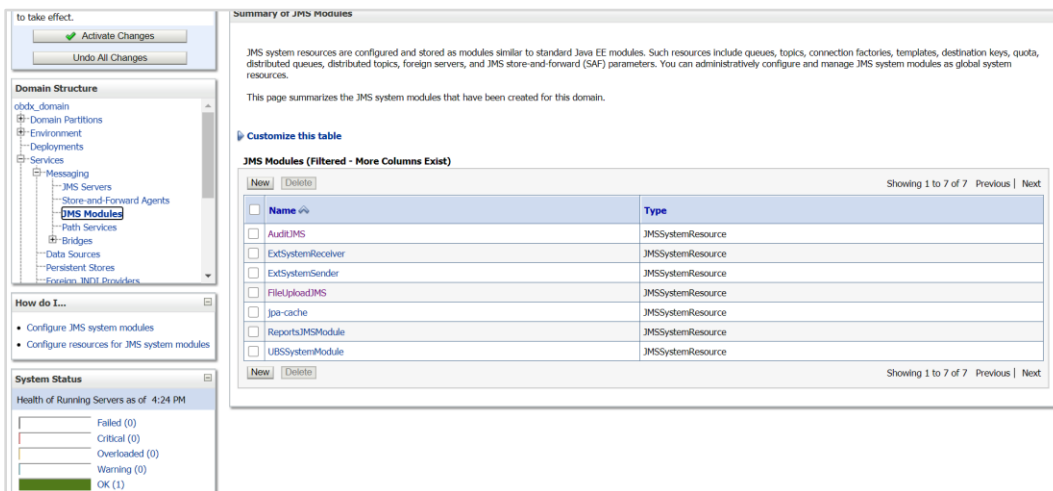 to take effect.
Activate Changes
Undo All Changes
Domain Structure
obdx_domain
Domain Partitions
Environment
Deployments
Services
Messaging
JMS Servers
Store-and-Forward Agents
JMS Modules
Path Services
Bridges
Data Sources
Persistent Stores
Foreign JNDI Providers
How do I...
Configure JMS system modules
Configure resources for JMS system modules
System Status
Health of Running Servers as of 4:24 PM
Failed (0)
Critical (0)
Overloaded (0)
Warning (0)
OK (1)
Summary of JMS Modules
JMS system resources are configured and stored as modules similar to standard Java EE modules. Such resources include queues, topics, connection factories, templates, destination keys, quota,
distributed queues, distributed topics, foreign servers, and JMS store-and-forward (SAF) parameters. You can administratively configure and manage JMS system modules as global system
resources.
This page summarizes the JMS system modules that have been created for this domain.
Customize this table
JMS Modules (Filtered - More Columns Exist)
New Delete Showing 1 to 7 of 7 Previous | Next
Name Type
AuditJMS JMSSystemResource
ExtSystemReceiver JMSSystemResource
ExtSystemSender JMSSystemResource
FileUploadJMS JMSSystemResource
jpa-cache JMSSystemResource
ReportsJMSModule JMSSystemResource
UBSSystemModule JMSSystemResource
New Delete Showing 1 to 7 of 7 Previous | Next